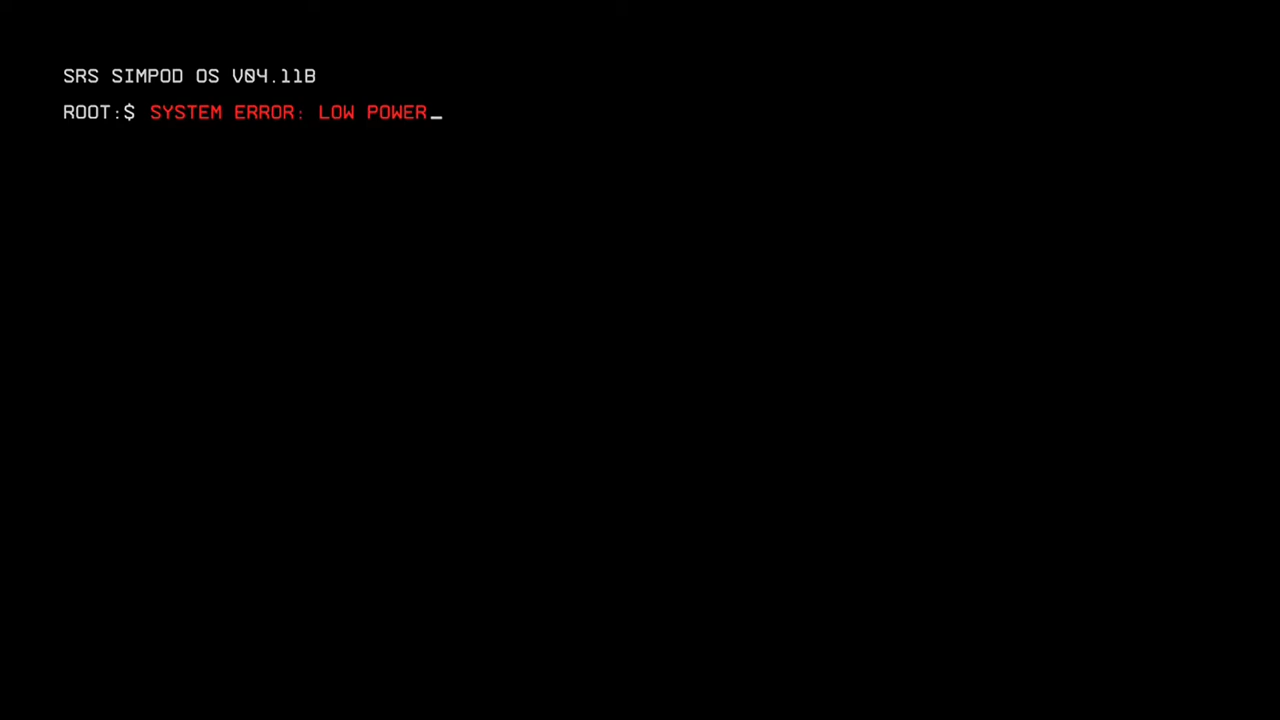 SRS SIMPOD OS V04.11B
ROOT:$ SYSTEM ERROR: LOW POWER_